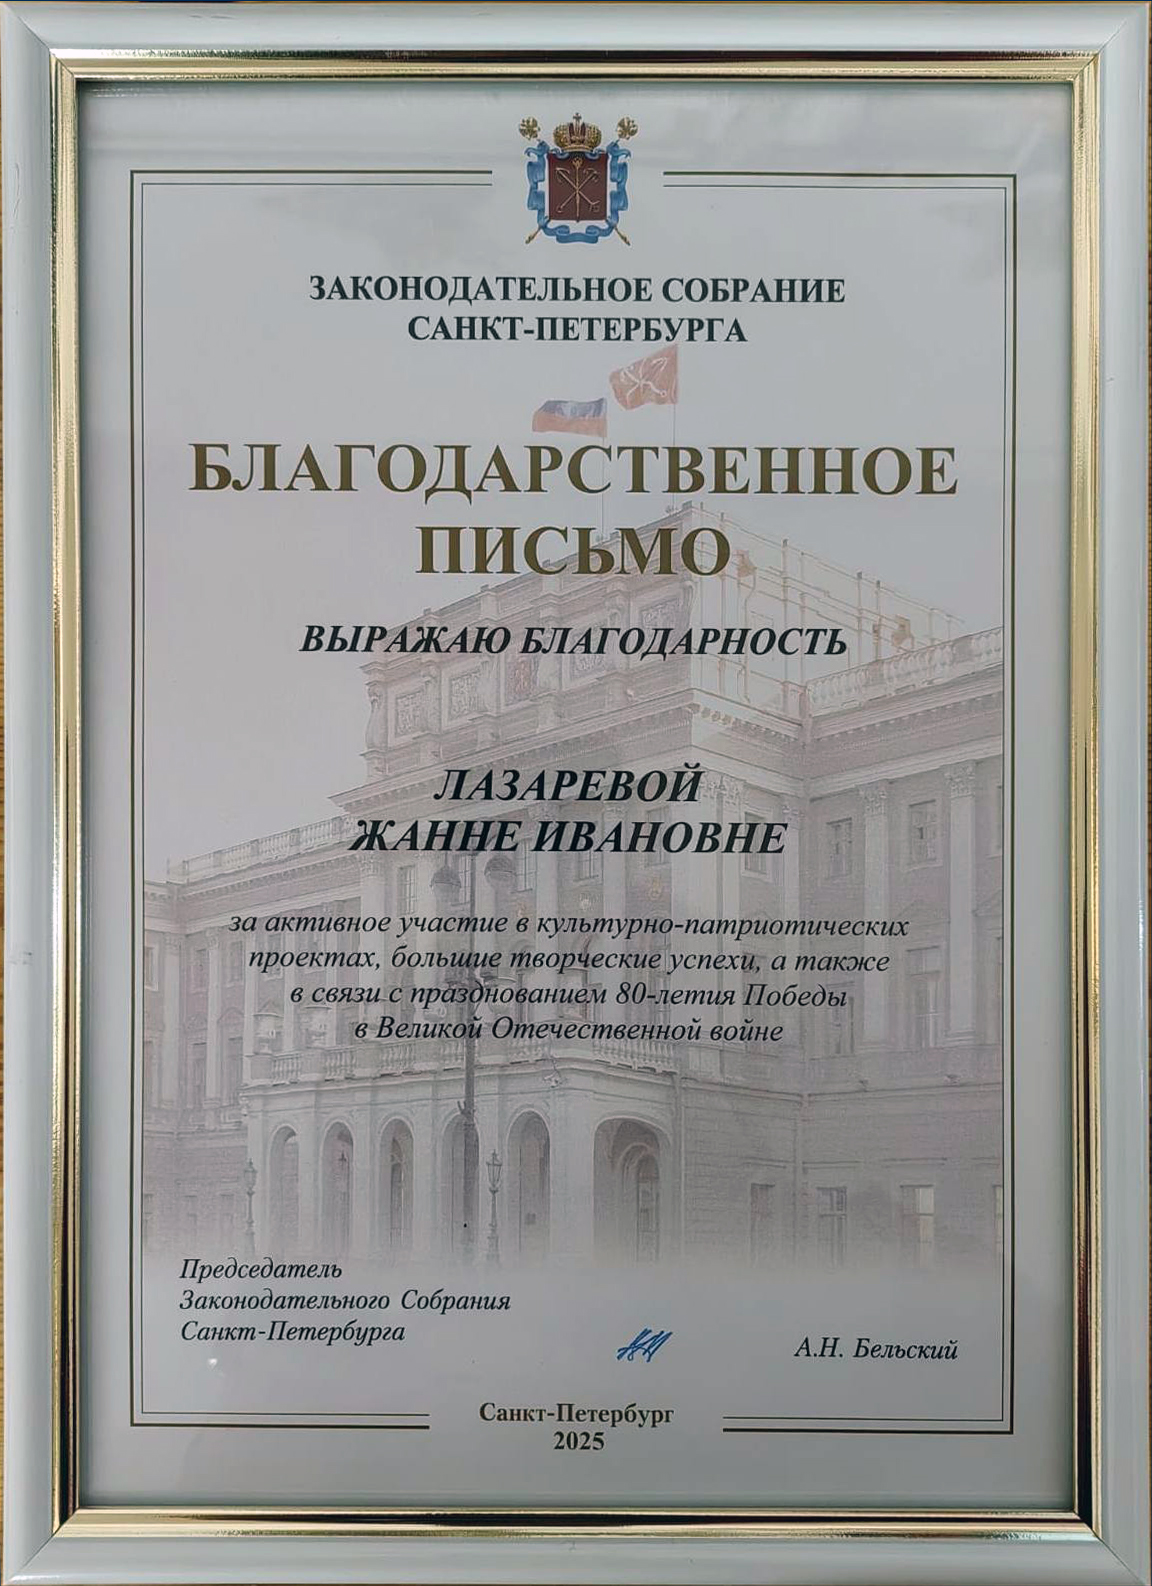 ЗАКОНОДАТЕЛЬНОЕ СОБРАНИЕ
САНКТ-ПЕТЕРБУРГА
БЛАГОДАРСТВЕННОЕ
ПИСЬМО
ВЫРАЖАЮ БЛАГОДАРНОСТЬ
ЛАЗАРЕВОЙ
ЖАННЕ ИВАНОВНЕ
за активное участие в культурно-патриотических
проектах, большие творческие успехи, а также
в связи с празднованием 80-летия Победы
в Великой Отечественной войне
Председатель
Законодательного Собрания
Санкт-Петербурга
А.Н. Бельский
Санкт-Петербург
2025